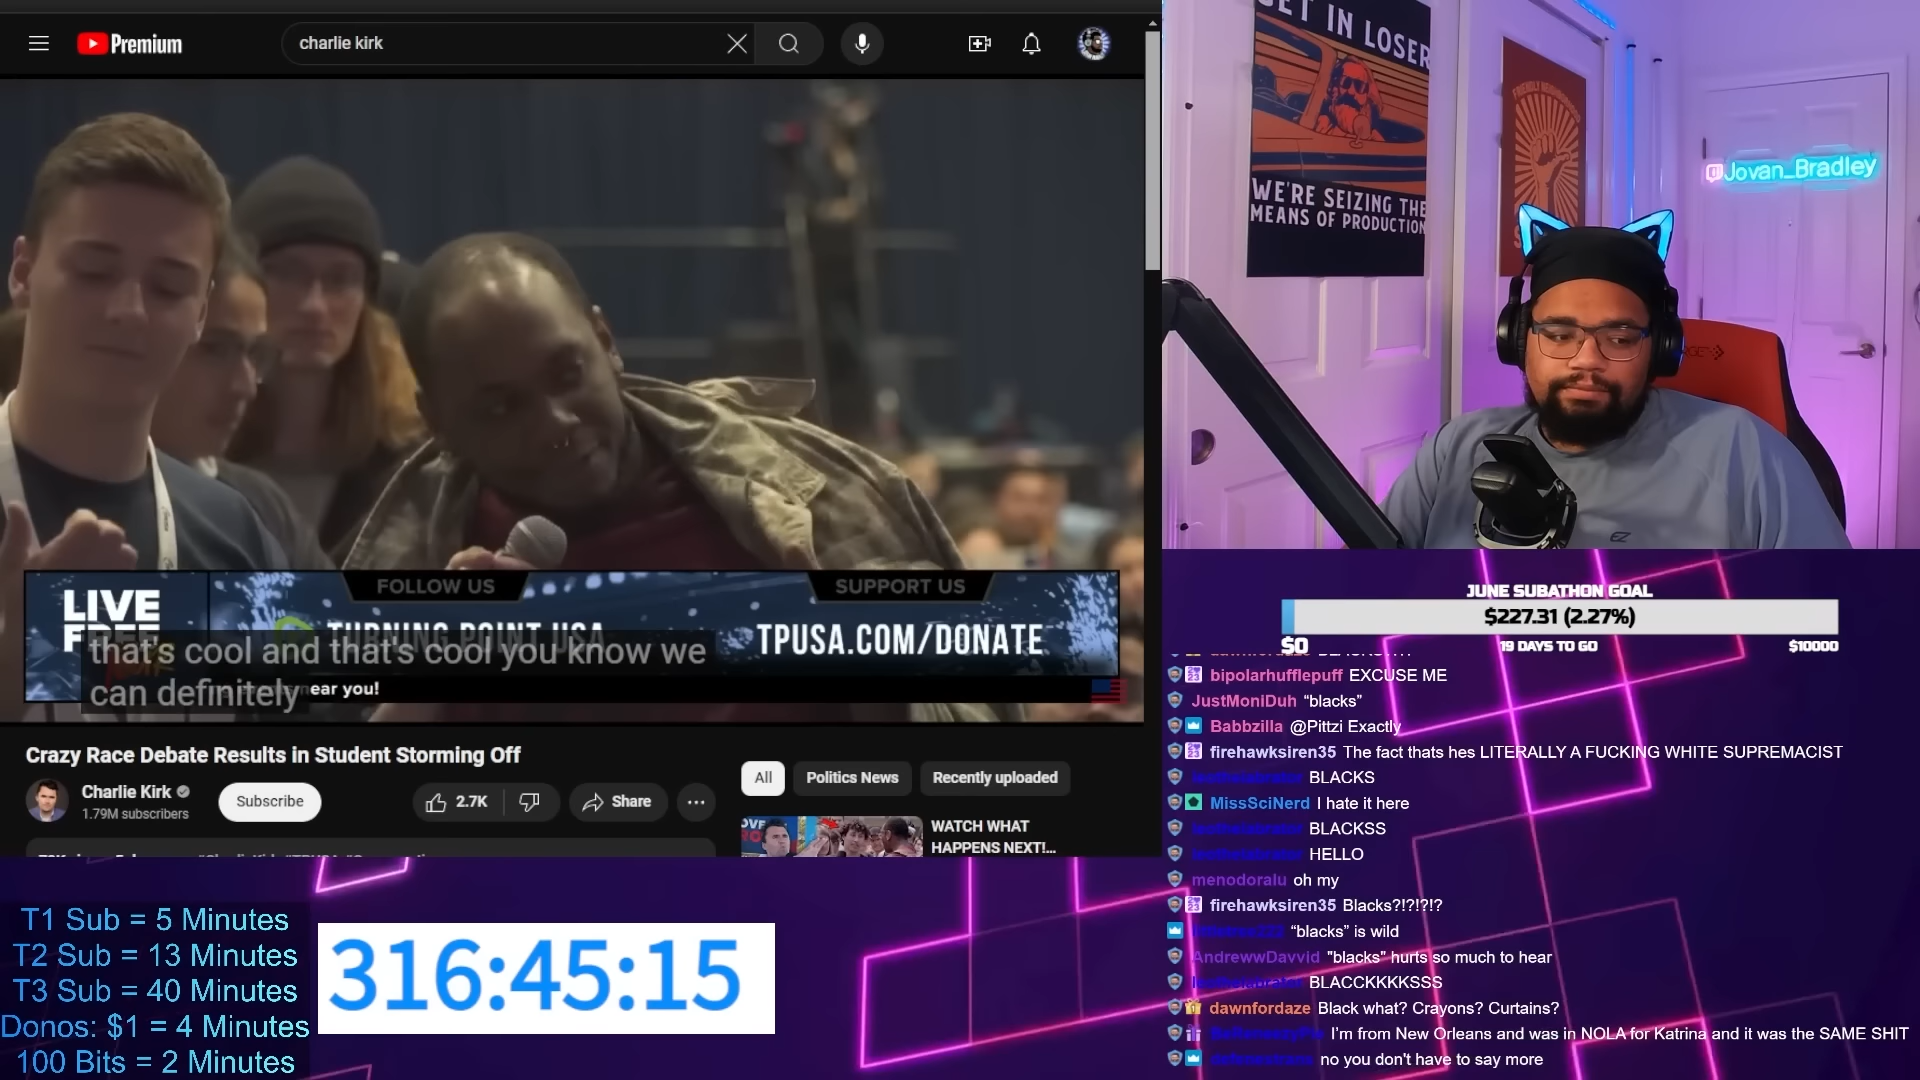 Premium
charlie kirk
FOLLOW US
SUPPORT US
LIVE
FREE
TURNING POINT USA
TPUSA.COM/DONATE
that's cool and that's cool you know we
can definitely
near you!
Crazy Race Debate Results in Student Storming Off
Charlie Kirk
1.79M subscribers
Subscribe
2.7K
Share
All
Politics News
Recently uploaded
WATCH WHAT
HAPPENS NEXT!...
T1 Sub = 5 Minutes
T2 Sub = 13 Minutes
T3 Sub = 40 Minutes
Donos: $1 = 4 Minutes
100 Bits = 2 Minutes
316:45:15
GET IN LOSER
WE'RE SEIZING THE
MEANS OF PRODUCTION
Jovan_Bradley
EZ
JUNE SUBATHON GOAL
$227.31 (2.27%)
$0
19 DAYS TO GO
$10000
bipolarhufflepuff EXCUSE ME
JustMoniDuh “blacks”
Babbzilla @Pittzi Exactly
firehawksiren35 The fact thats hes LITERALLY A FUCKING WHITE SUPREMACIST
BLACKS
MissSciNerd I hate it here
BLACKSS
HELLO
menodoralu oh my
firehawksiren35 Blacks?!?!?!?
“blacks” is wild
AndrewwDavvid "blacks" hurts so much to hear
BLACCKKKKSSS
dawnfordaze Black what? Crayons? Curtains?
I’m from New Orleans and was in NOLA for Katrina and it was the SAME SHIT
no you don't have to say more